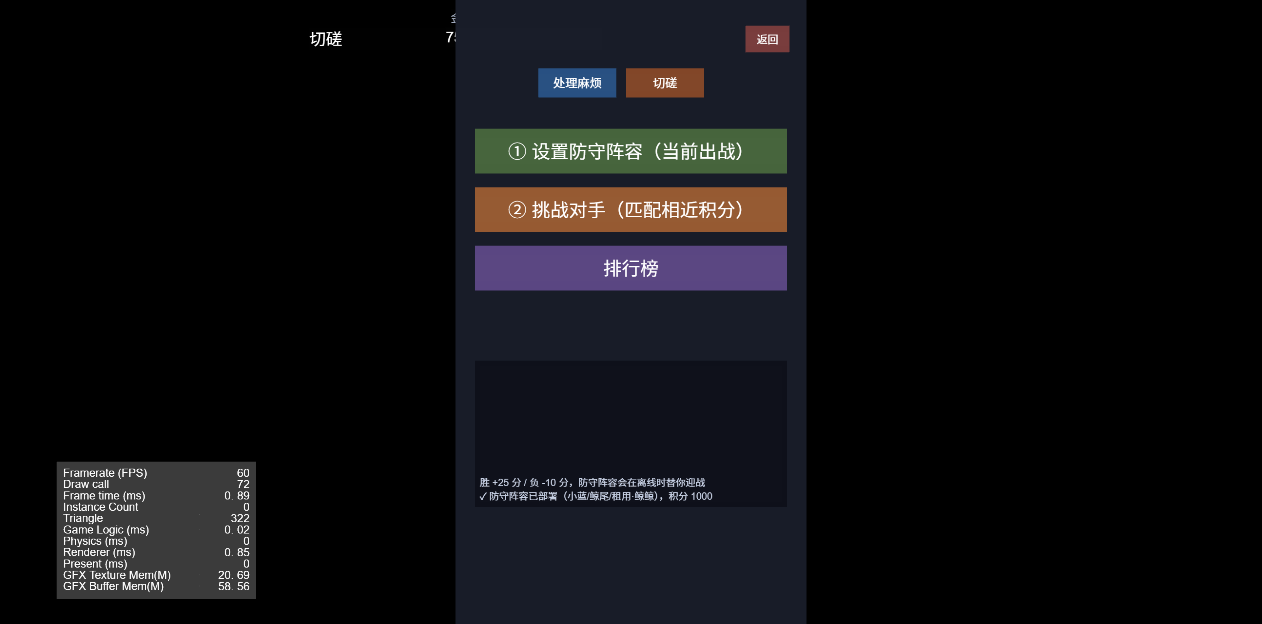 切磋
75
返回
处理麻烦
切磋
① 设置防守阵容（当前出战）
② 挑战对手（匹配相近积分）
排行榜
胜 +25 分 / 负 -10 分，防守阵容会在离线时替你迎战
✓ 防守阵容已部署（小蓝/鲸尾/租用·鲸鲸），积分 1000
Framerate (FPS) 60
Draw call 72
Frame time (ms) 0. 89
Instance Count 0
Triangle 322
Game Logic (ms) 0. 02
Physics (ms) 0
Renderer (ms) 0. 85
Present (ms) 0
GFX Texture Mem(M) 20. 69
GFX Buffer Mem(M) 58. 56